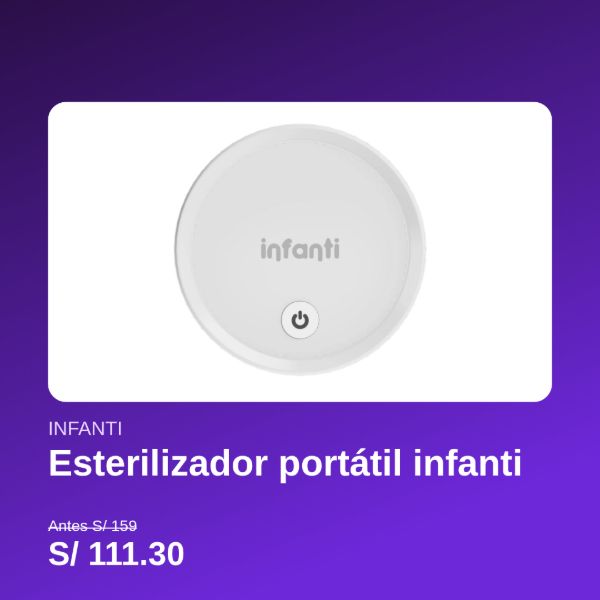 infanti
INFANTI
Esterilizador portátil infanti
Antes S/ 159
S/ 111.30